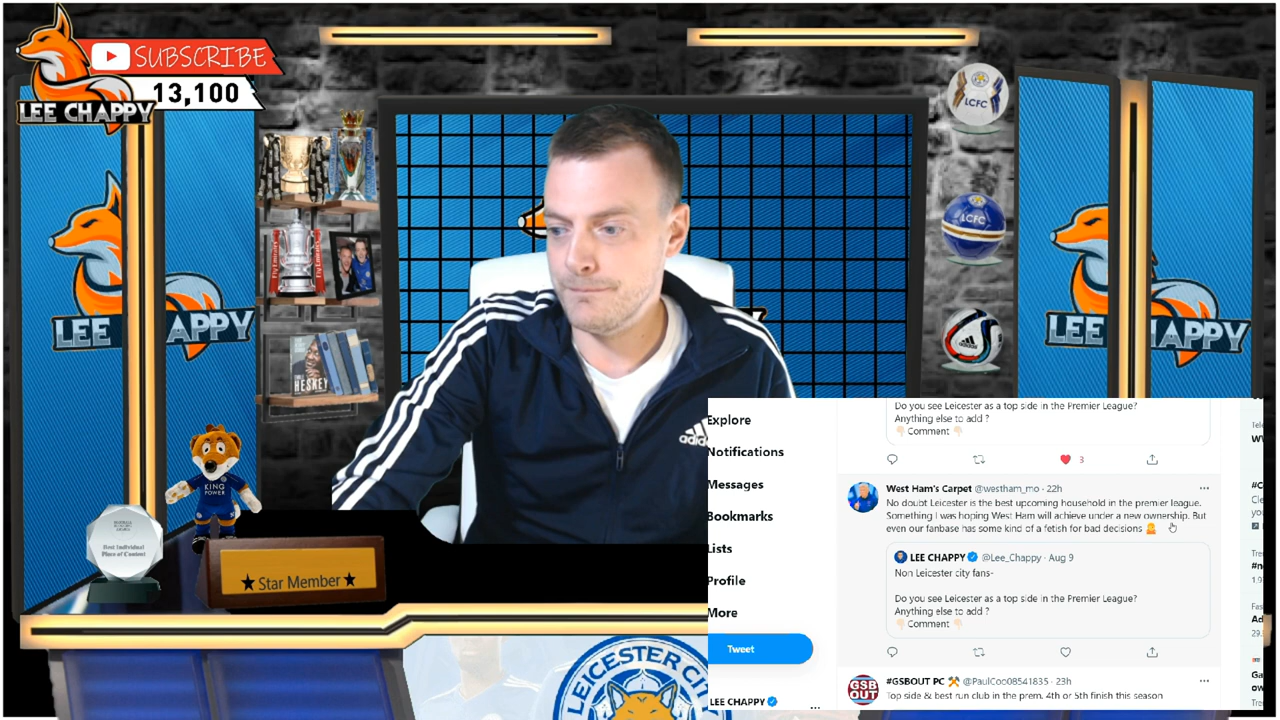 SUBSCRIBE
13,100
LEE CHAPPY
LCFC
LCFC
LEE CHAPPY
LEE CHAPPY
HESKEY
adidas
KING
POWER
Best Individual
Piece of Content
★ Star Member ★
LEICESTER CIT
Explore
Notifications
Messages
Bookmarks
Lists
Profile
More
Tweet
LEE CHAPPY
Do you see Leicester as a top side in the Premier League?
Anything else to add ?
👇🏻Comment 👇🏻
3
West Ham's Carpet @westham_mo · 22h
No doubt Leicester is the best upcoming household in the premier league.
Something I was hoping West Ham will achieve under a new ownership. But
even our fanbase has some kind of a fetish for bad decisions
LEE CHAPPY @Lee_Chappy · Aug 9
Non Leicester city fans-
Do you see Leicester as a top side in the Premier League?
Anything else to add ?
👇🏻Comment 👇🏻
GSB
OUT
#GSBOUT PC ⚒ @PaulCoo08541835 · 23h
Top side & best run club in the prem. 4th or 5th finish this season